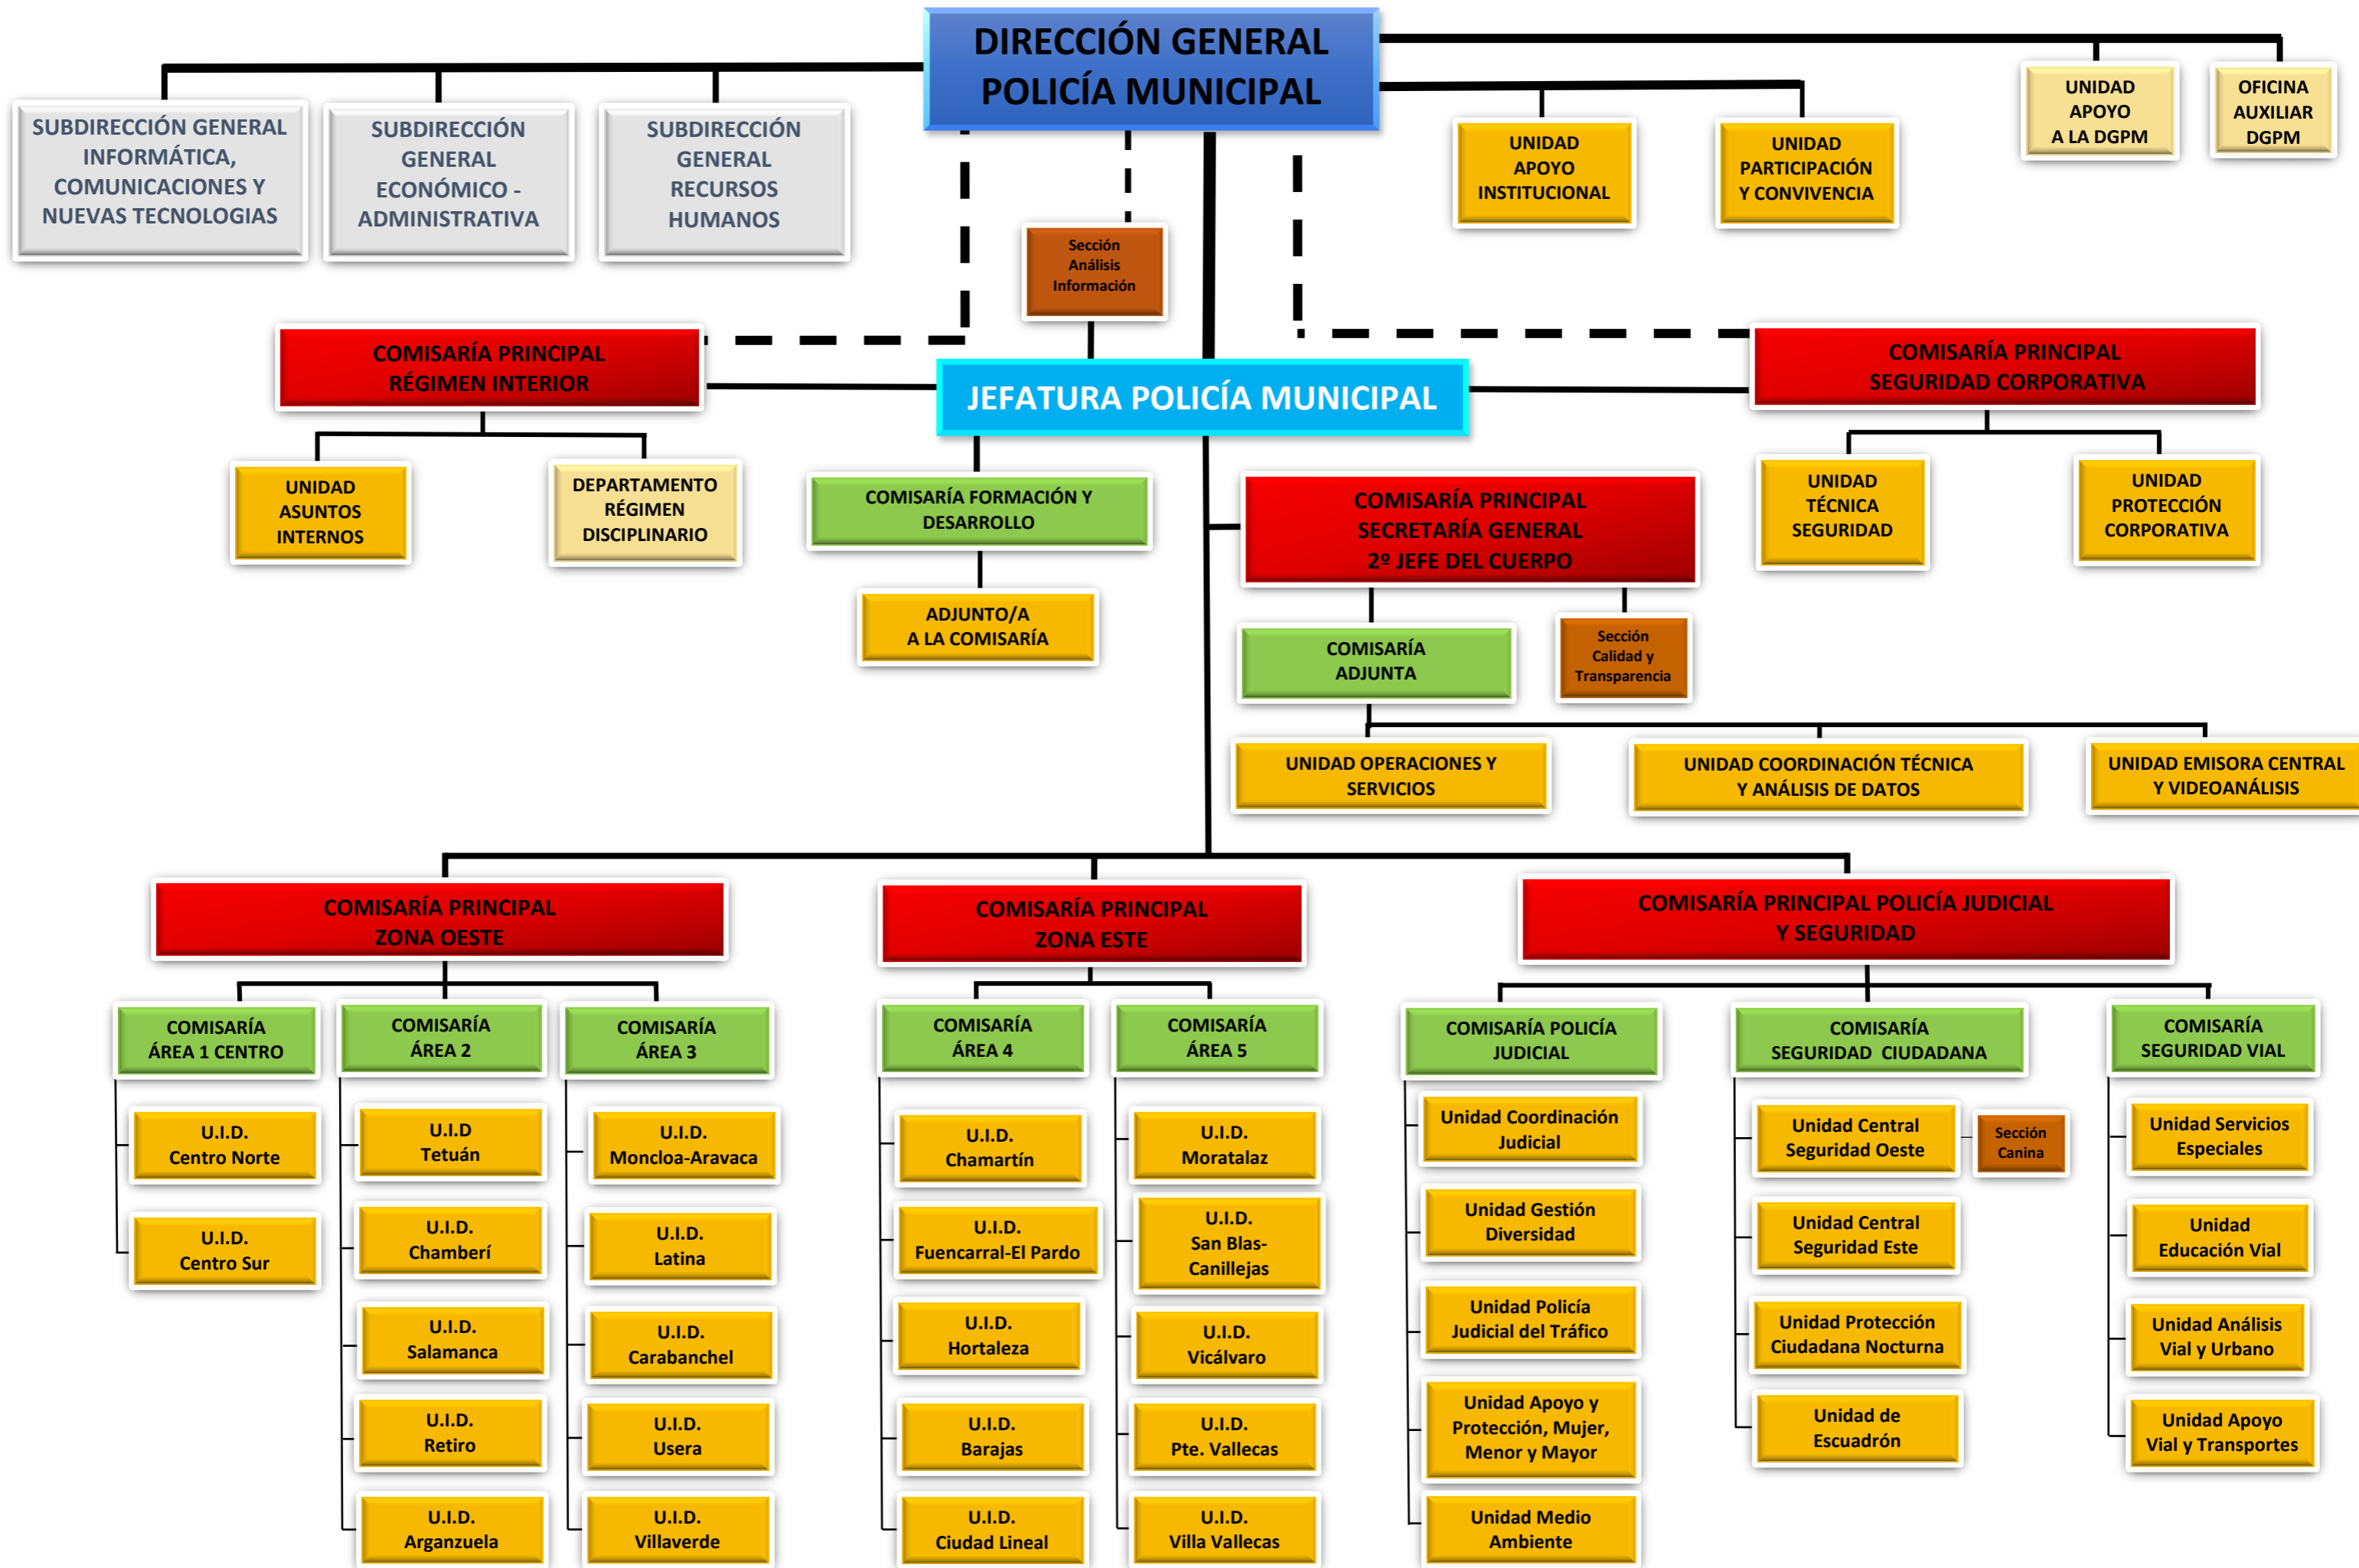 DIRECCIÓN GENERAL
POLICÍA MUNICIPAL
SUBDIRECCIÓN GENERAL
INFORMÁTICA,
COMUNICACIONES Y
NUEVAS TECNOLOGIAS
SUBDIRECCIÓN
GENERAL
ECONÓMICO -
ADMINISTRATIVA
SUBDIRECCIÓN
GENERAL
RECURSOS
HUMANOS
UNIDAD
APOYO
INSTITUCIONAL
UNIDAD
PARTICIPACIÓN
Y CONVIVENCIA
UNIDAD
APOYO
A LA DGPM
OFICINA
AUXILIAR
DGPM
Sección
Análisis
Información
COMISARÍA PRINCIPAL
RÉGIMEN INTERIOR
JEFATURA POLICÍA MUNICIPAL
COMISARÍA PRINCIPAL
SEGURIDAD CORPORATIVA
UNIDAD
ASUNTOS
INTERNOS
DEPARTAMENTO
RÉGIMEN
DISCIPLINARIO
COMISARÍA FORMACIÓN Y
DESARROLLO
ADJUNTO/A
A LA COMISARÍA
COMISARÍA PRINCIPAL
SECRETARÍA GENERAL
2º JEFE DEL CUERPO
UNIDAD
TÉCNICA
SEGURIDAD
UNIDAD
PROTECCIÓN
CORPORATIVA
COMISARÍA
ADJUNTA
Sección
Calidad y
Transparencia
UNIDAD OPERACIONES Y
SERVICIOS
UNIDAD COORDINACIÓN TÉCNICA
Y ANÁLISIS DE DATOS
UNIDAD EMISORA CENTRAL
Y VIDEOANÁLISIS
COMISARÍA PRINCIPAL
ZONA OESTE
COMISARÍA PRINCIPAL
ZONA ESTE
COMISARÍA PRINCIPAL POLICÍA JUDICIAL
Y SEGURIDAD
COMISARÍA
ÁREA 1 CENTRO
U.I.D.
Centro Norte
U.I.D.
Centro Sur
COMISARÍA
ÁREA 2
U.I.D
Tetuán
U.I.D.
Chamberí
U.I.D.
Salamanca
U.I.D.
Retiro
U.I.D.
Arganzuela
COMISARÍA
ÁREA 3
U.I.D.
Moncloa-Aravaca
U.I.D.
Latina
U.I.D.
Carabanchel
U.I.D.
Usera
U.I.D.
Villaverde
COMISARÍA
ÁREA 4
U.I.D.
Chamartín
U.I.D.
Fuencarral-El Pardo
U.I.D.
Hortaleza
U.I.D.
Barajas
U.I.D.
Ciudad Lineal
COMISARÍA
ÁREA 5
U.I.D.
Moratalaz
U.I.D.
San Blas-
Canillejas
U.I.D.
Vicálvaro
U.I.D.
Pte. Vallecas
U.I.D.
Villa Vallecas
COMISARÍA POLICÍA
JUDICIAL
Unidad Coordinación
Judicial
Unidad Gestión
Diversidad
Unidad Policía
Judicial del Tráfico
Unidad Apoyo y
Protección, Mujer,
Menor y Mayor
Unidad Medio
Ambiente
COMISARÍA
SEGURIDAD CIUDADANA
Unidad Central
Seguridad Oeste
Sección
Canina
Unidad Central
Seguridad Este
Unidad Protección
Ciudadana Nocturna
Unidad de
Escuadrón
COMISARÍA
SEGURIDAD VIAL
Unidad Servicios
Especiales
Unidad
Educación Vial
Unidad Análisis
Vial y Urbano
Unidad Apoyo
Vial y Transportes